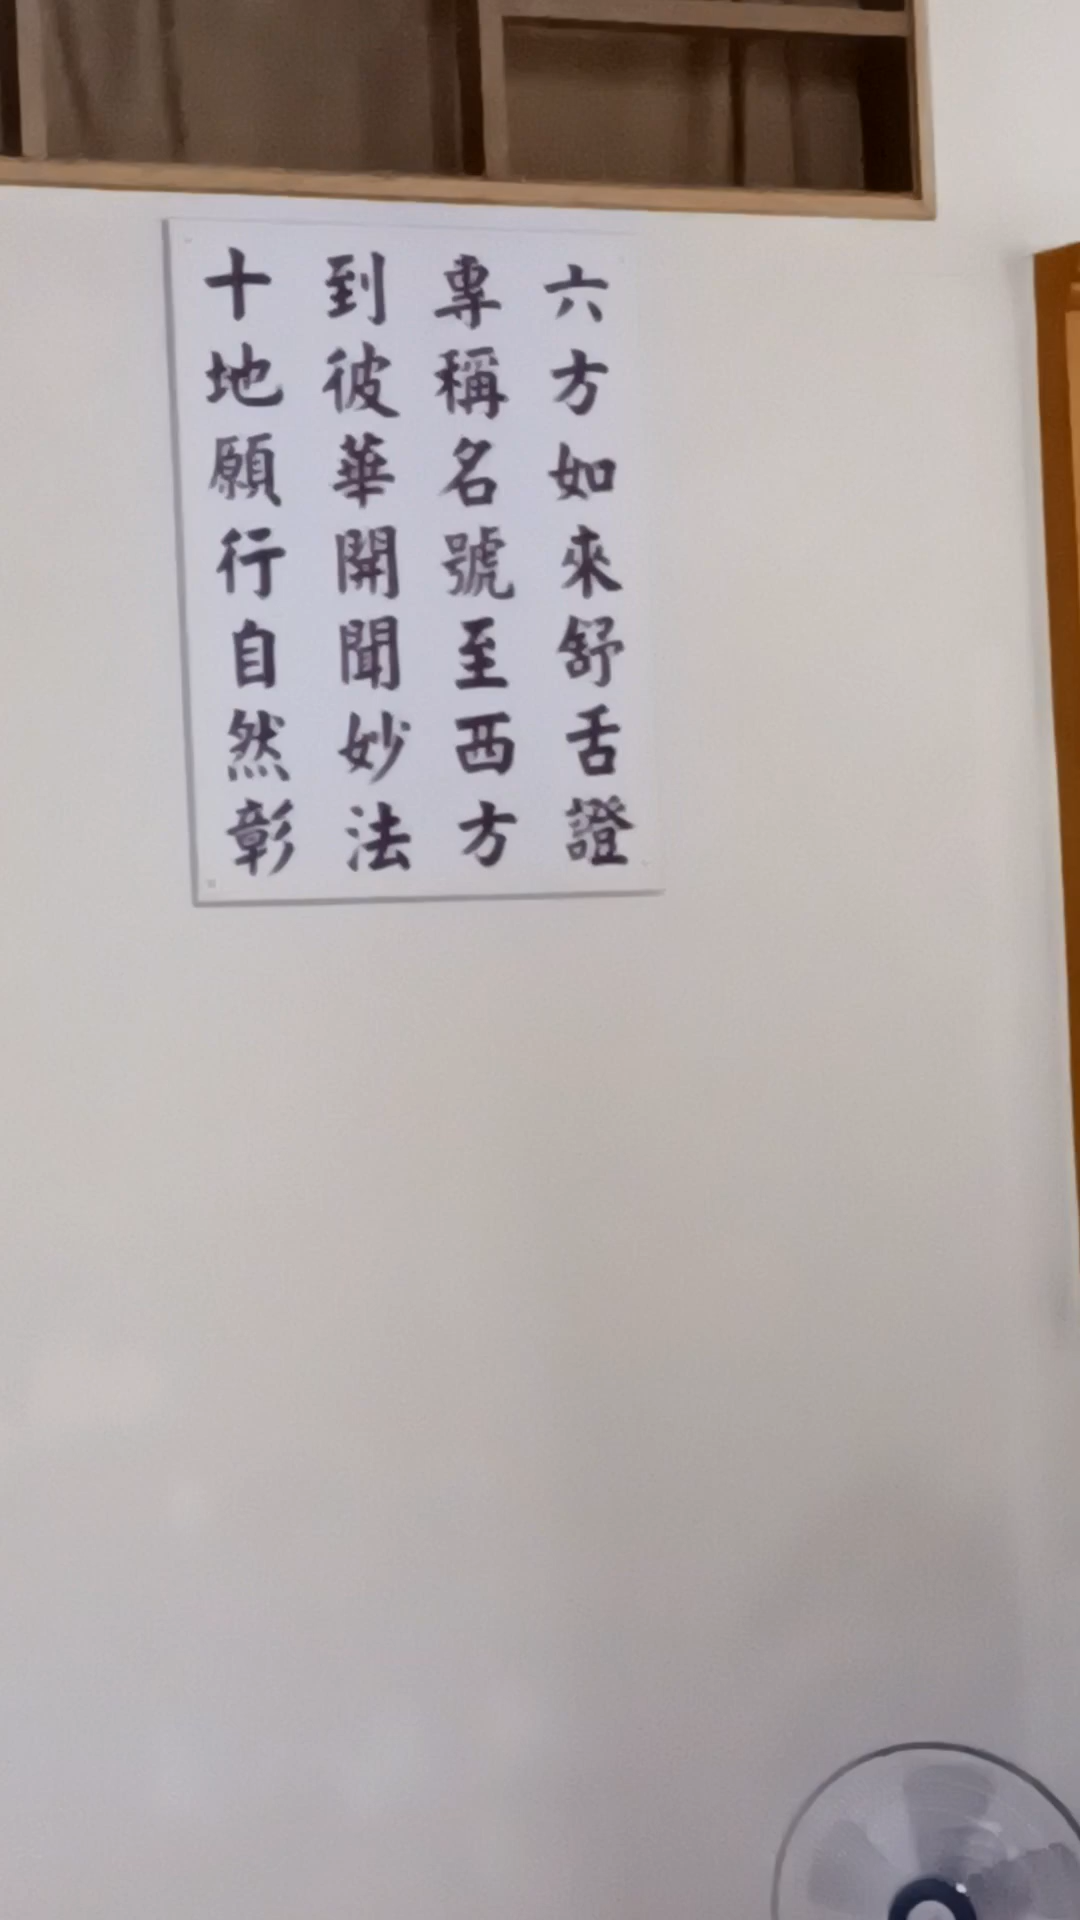 六方如來舒舌證
專稱名號至西方
到彼華開聞妙法
十地願行自然彰